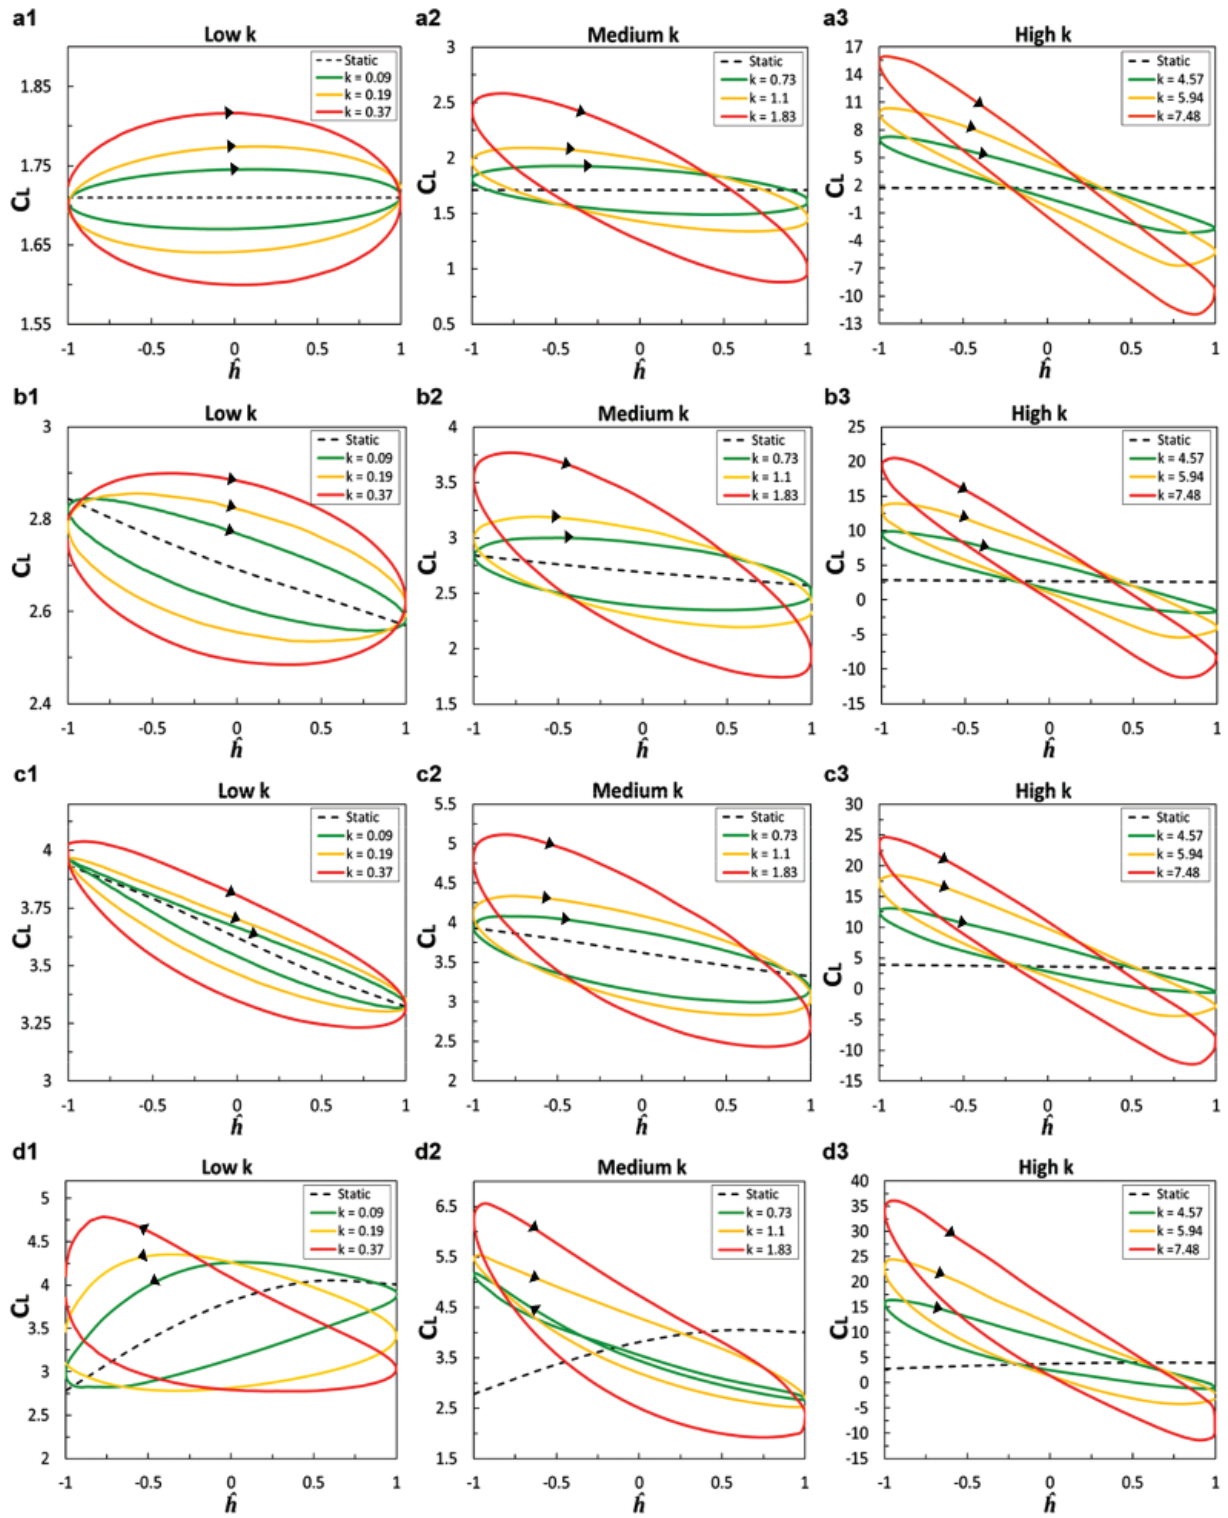 a1
Low k
Static
k = 0.09
k = 0.19
k = 0.37
1.85
1.75
1.65
1.55
CL
-1 -0.5 0 0.5 1
ĥ
a2
Medium k
Static
k = 0.73
k = 1.1
k = 1.83
3
2.5
2
1.5
1
0.5
CL
-1 -0.5 0 0.5 1
ĥ
a3
High k
Static
k = 4.57
k = 5.94
k =7.48
17
14
11
8
5
2
-1
-4
-7
-10
-13
CL
-1 -0.5 0 0.5 1
ĥ
b1
Low k
Static
k = 0.09
k = 0.19
k = 0.37
3
2.8
2.6
2.4
CL
-1 -0.5 0 0.5 1
ĥ
b2
Medium k
Static
k = 0.73
k = 1.1
k = 1.83
4
3.5
3
2.5
2
1.5
CL
-1 -0.5 0 0.5 1
ĥ
b3
High k
Static
k = 4.57
k = 5.94
k =7.48
25
20
15
10
5
0
-5
-10
-15
CL
-1 -0.5 0 0.5 1
ĥ
c1
Low k
Static
k = 0.09
k = 0.19
k = 0.37
4
3.75
3.5
3.25
3
CL
-1 -0.5 0 0.5 1
ĥ
c2
Medium k
Static
k = 0.73
k = 1.1
k = 1.83
5.5
5
4.5
4
3.5
3
2.5
2
CL
-1 -0.5 0 0.5 1
ĥ
c3
High k
Static
k = 4.57
k = 5.94
k =7.48
30
25
20
15
10
5
0
-5
-10
-15
CL
-1 -0.5 0 0.5 1
ĥ
d1
Low k
Static
k = 0.09
k = 0.19
k = 0.37
5
4.5
4
3.5
3
2.5
2
CL
-1 -0.5 0 0.5 1
ĥ
d2
Medium k
Static
k = 0.73
k = 1.1
k = 1.83
6.5
5.5
4.5
3.5
2.5
1.5
CL
-1 -0.5 0 0.5 1
ĥ
d3
High k
Static
k = 4.57
k = 5.94
k =7.48
40
35
30
25
20
15
10
5
0
-5
-10
-15
CL
-1 -0.5 0 0.5 1
ĥ